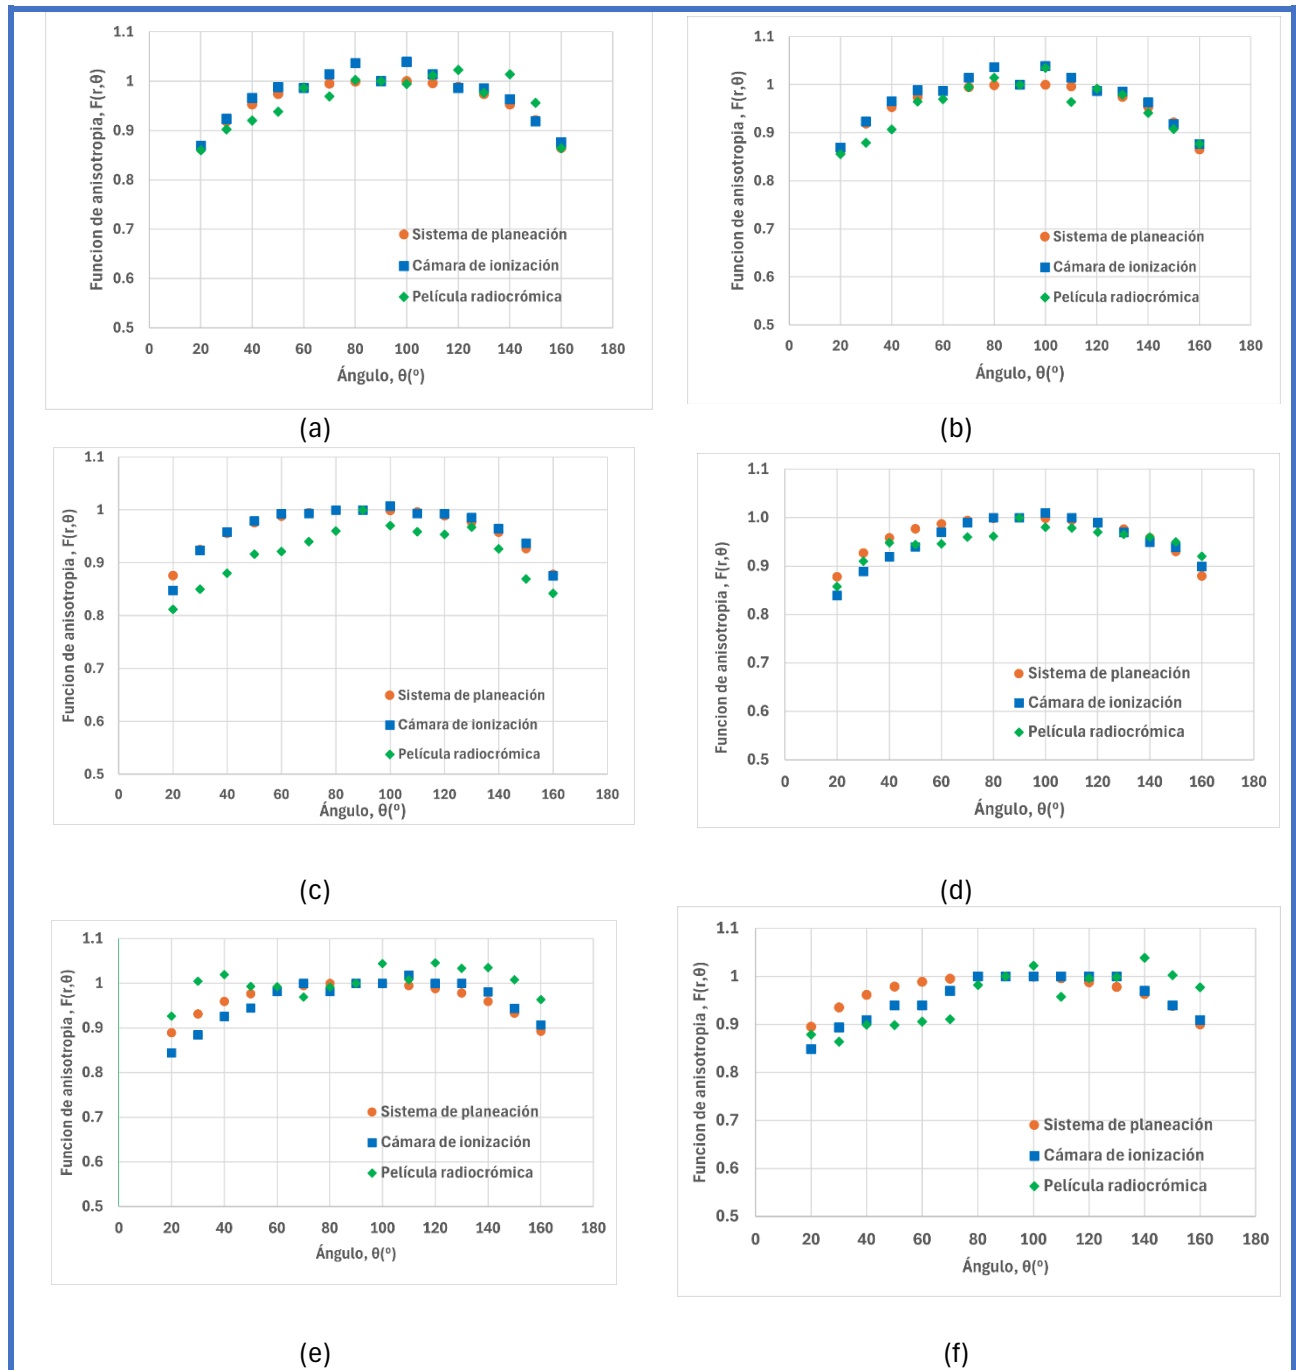 1.1
1
0.9
0.8
0.7
0.6
0.5
0 20 40 60 80 100 120 140 160 180
Funcion de anisotropia , F(r,θ)
Ángulo, θ(º)
Sistema de planeación
Cámara de ionización
Película radiocrómica
(a)
1.1
1
0.9
0.8
0.7
0.6
0.5
0 20 40 60 80 100 120 140 160 180
Funcion de anisotropia , F(r,θ)
Ángulo, θ(º)
Sistema de planeación
Cámara de ionización
Película radiocrómica
(b)
1.1
1
0.9
0.8
0.7
0.6
0.5
0 20 40 60 80 100 120 140 160 180
Funcion de anisotropia , F(r,θ)
Ángulo, θ(º)
Sistema de planeación
Cámara de ionización
Película radiocrómica
(c)
1.1
1.0
0.9
0.8
0.7
0.6
0.5
0 20 40 60 80 100 120 140 160 180
Funcion de anisotropia , F(r,θ)
Ángulo, θ(º)
Sistema de planeación
Cámara de ionización
Película radiocrómica
(d)
1.1
1
0.9
0.8
0.7
0.6
0.5
0 20 40 60 80 100 120 140 160 180
Funcion de anisotropia , F(r,θ)
Ángulo, θ(º)
Sistema de planeación
Cámara de ionización
Película radiocrómica
(e)
1.1
1
0.9
0.8
0.7
0.6
0.5
0 20 40 60 80 100 120 140 160 180
Funcion de anisotropia , F(r,θ)
Ángulo, θ(º)
Sistema de planeación
Cámara de ionización
Película radiocrómica
(f)